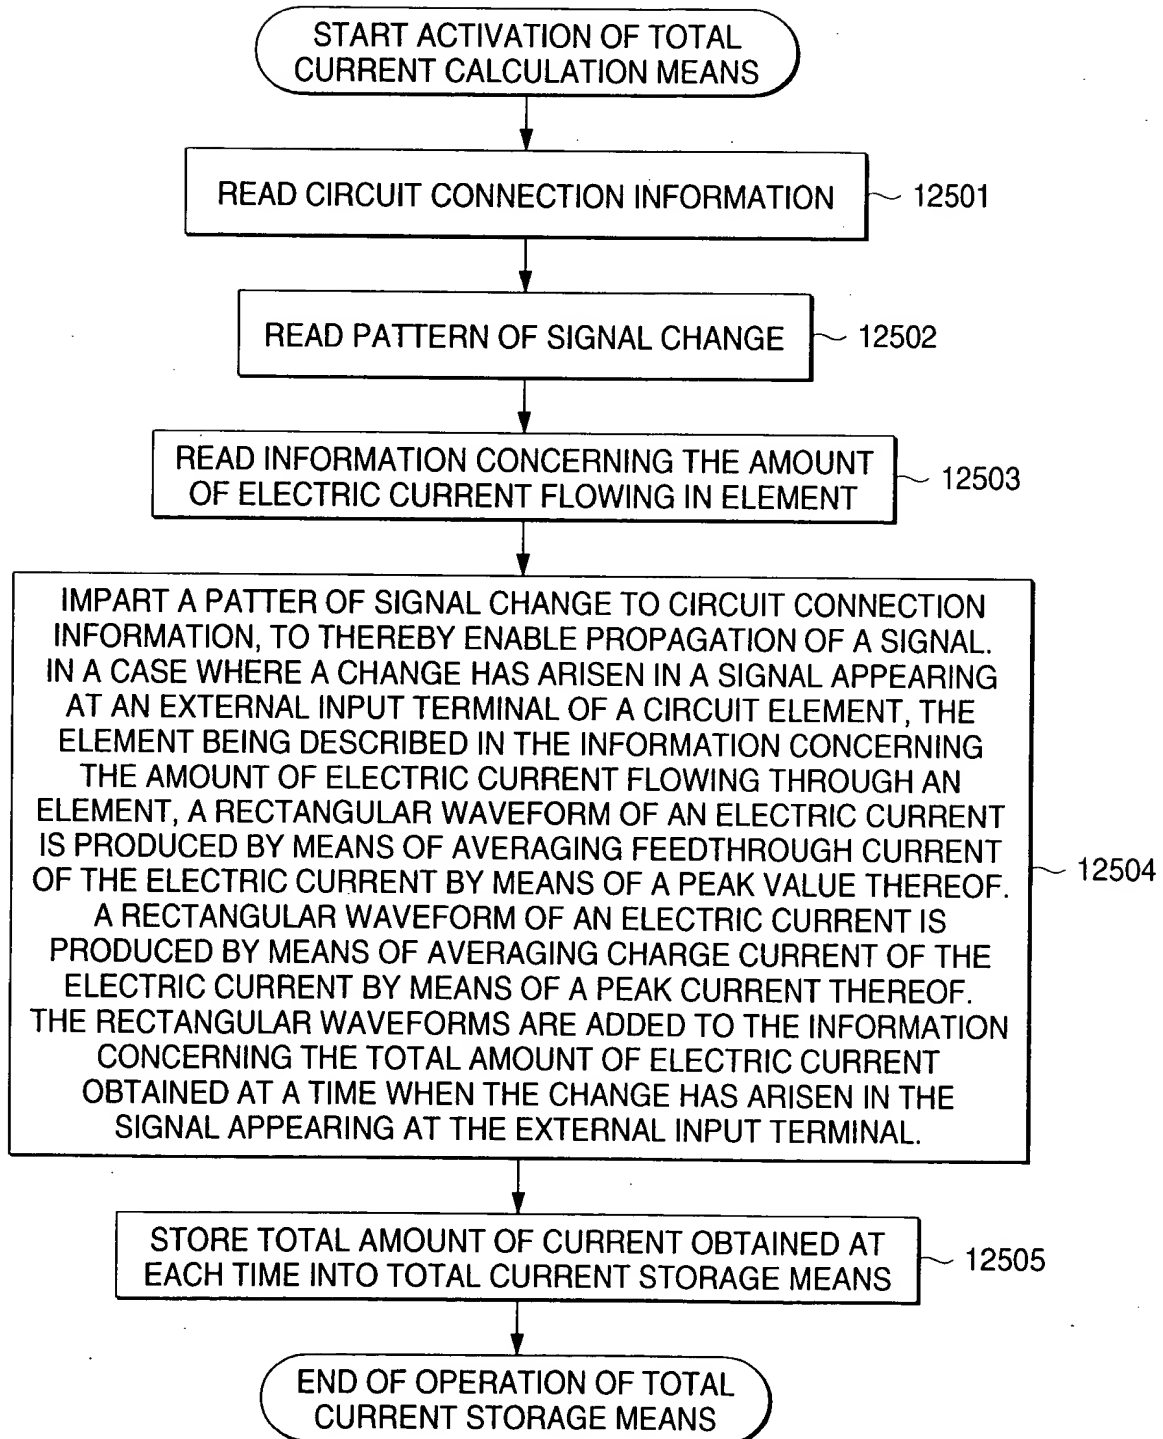 START ACTIVATION OF TOTAL
CURRENT CALCULATION MEANS
READ CIRCUIT CONNECTION INFORMATION
12501
READ PATTERN OF SIGNAL CHANGE
12502
READ INFORMATION CONCERNING THE AMOUNT
OF ELECTRIC CURRENT FLOWING IN ELEMENT
12503
IMPART A PATTER OF SIGNAL CHANGE TO CIRCUIT CONNECTION
INFORMATION, TO THEREBY ENABLE PROPAGATION OF A SIGNAL.
IN A CASE WHERE A CHANGE HAS ARISEN IN A SIGNAL APPEARING
AT AN EXTERNAL INPUT TERMINAL OF A CIRCUIT ELEMENT, THE
ELEMENT BEING DESCRIBED IN THE INFORMATION CONCERNING
THE AMOUNT OF ELECTRIC CURRENT FLOWING THROUGH AN
ELEMENT, A RECTANGULAR WAVEFORM OF AN ELECTRIC CURRENT
IS PRODUCED BY MEANS OF AVERAGING FEEDTHROUGH CURRENT
OF THE ELECTRIC CURRENT BY MEANS OF A PEAK VALUE THEREOF.
A RECTANGULAR WAVEFORM OF AN ELECTRIC CURRENT IS
PRODUCED BY MEANS OF AVERAGING CHARGE CURRENT OF THE
ELECTRIC CURRENT BY MEANS OF A PEAK CURRENT THEREOF.
THE RECTANGULAR WAVEFORMS ARE ADDED TO THE INFORMATION
CONCERNING THE TOTAL AMOUNT OF ELECTRIC CURRENT
OBTAINED AT A TIME WHEN THE CHANGE HAS ARISEN IN THE
SIGNAL APPEARING AT THE EXTERNAL INPUT TERMINAL.
12504
STORE TOTAL AMOUNT OF CURRENT OBTAINED AT
EACH TIME INTO TOTAL CURRENT STORAGE MEANS
12505
END OF OPERATION OF TOTAL
CURRENT STORAGE MEANS